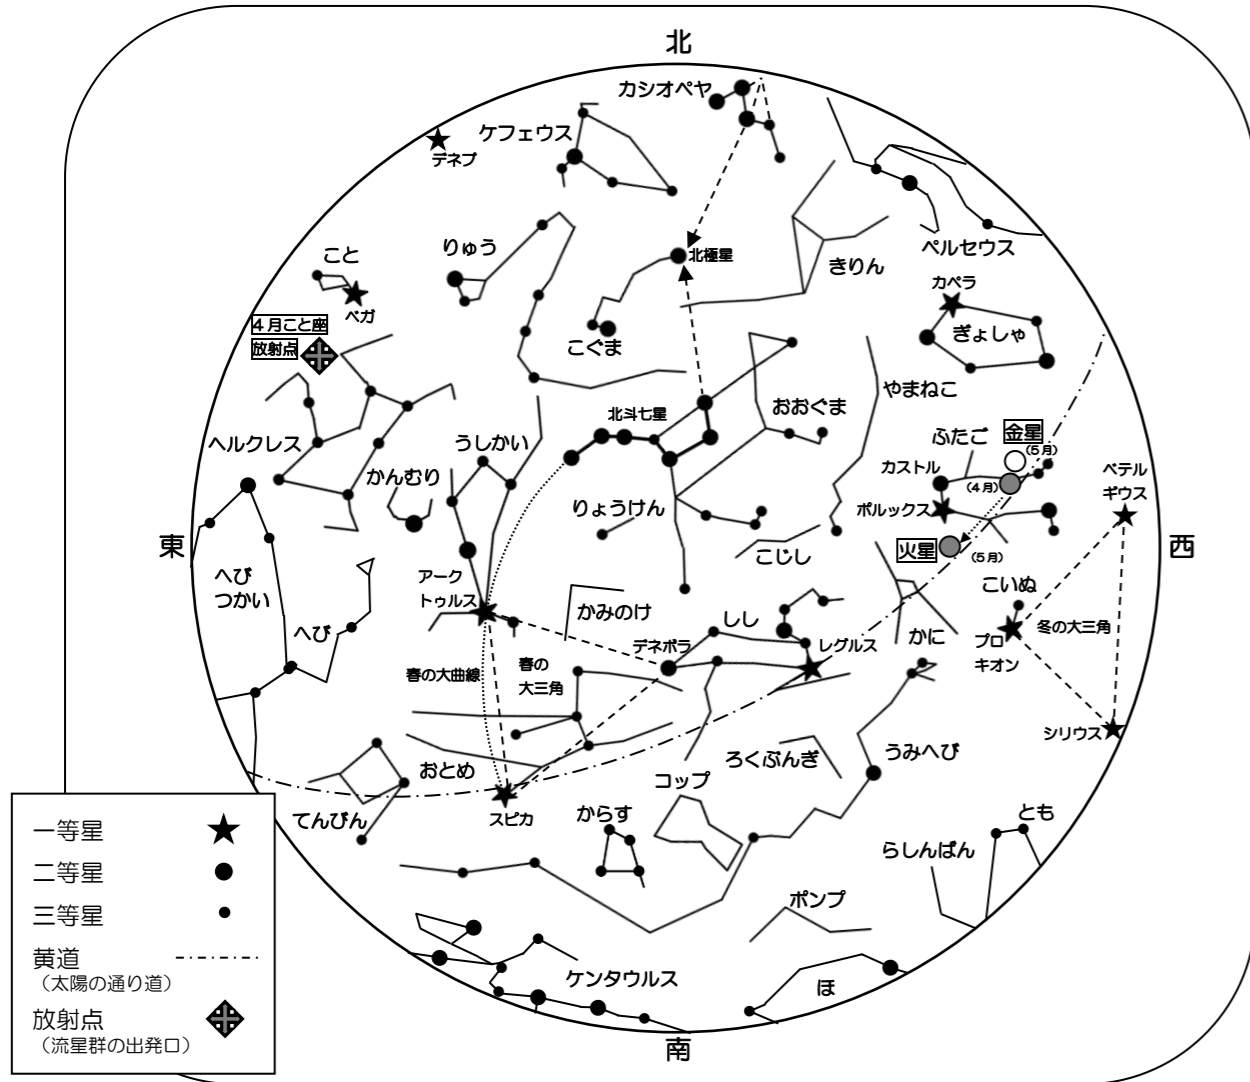 北
カシオペヤ
ケフェウス
デネブ
ペルセウス
こと
りゅう
北極星
きりん
カペラ
ベガ
4月こと座
放射点
こぐま
ぎょしゃ
やまねこ
おおぐま
北斗七星
ヘルクレス
うしかい
ふたご
金星
(5月)
カストル
(4月)
ベテル
ギウス
かんむり
りょうけん
ポルックス
東
西
火星
(5月)
こじし
へび
つかい
アーク
トゥルス
こいぬ
かみのけ
へび
しし
デネボラ
レグルス
かに
プロ
キオン
冬の大三角
春の大曲線
春の
大三角
シリウス
おとめ
ろくぶんぎ
うみへび
コップ
てんびん
スピカ
からす
とも
らしんばん
ポンプ
ケンタウルス
ほ
南
一等星
二等星
三等星
黄道
(太陽の通り道)
放射点
(流星群の出発口)